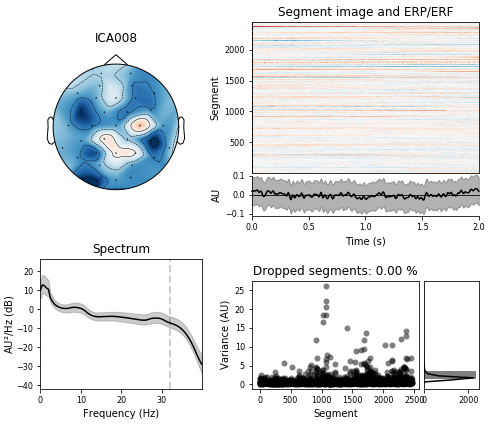 ICA008
Segment image and ERP/ERF
2000
1500
1000
500
Segment
0.1
0.0
−0.1
AU
0.0 0.5 1.0 1.5 2.0
Time (s)
Spectrum
20
10
0
−10
−20
−30
−40
AU²/Hz (dB)
0 10 20 30
Frequency (Hz)
Dropped segments: 0.00 %
25
20
15
10
5
0
Variance (AU)
0 500 1000 1500 2000 2500
Segment
0 2000